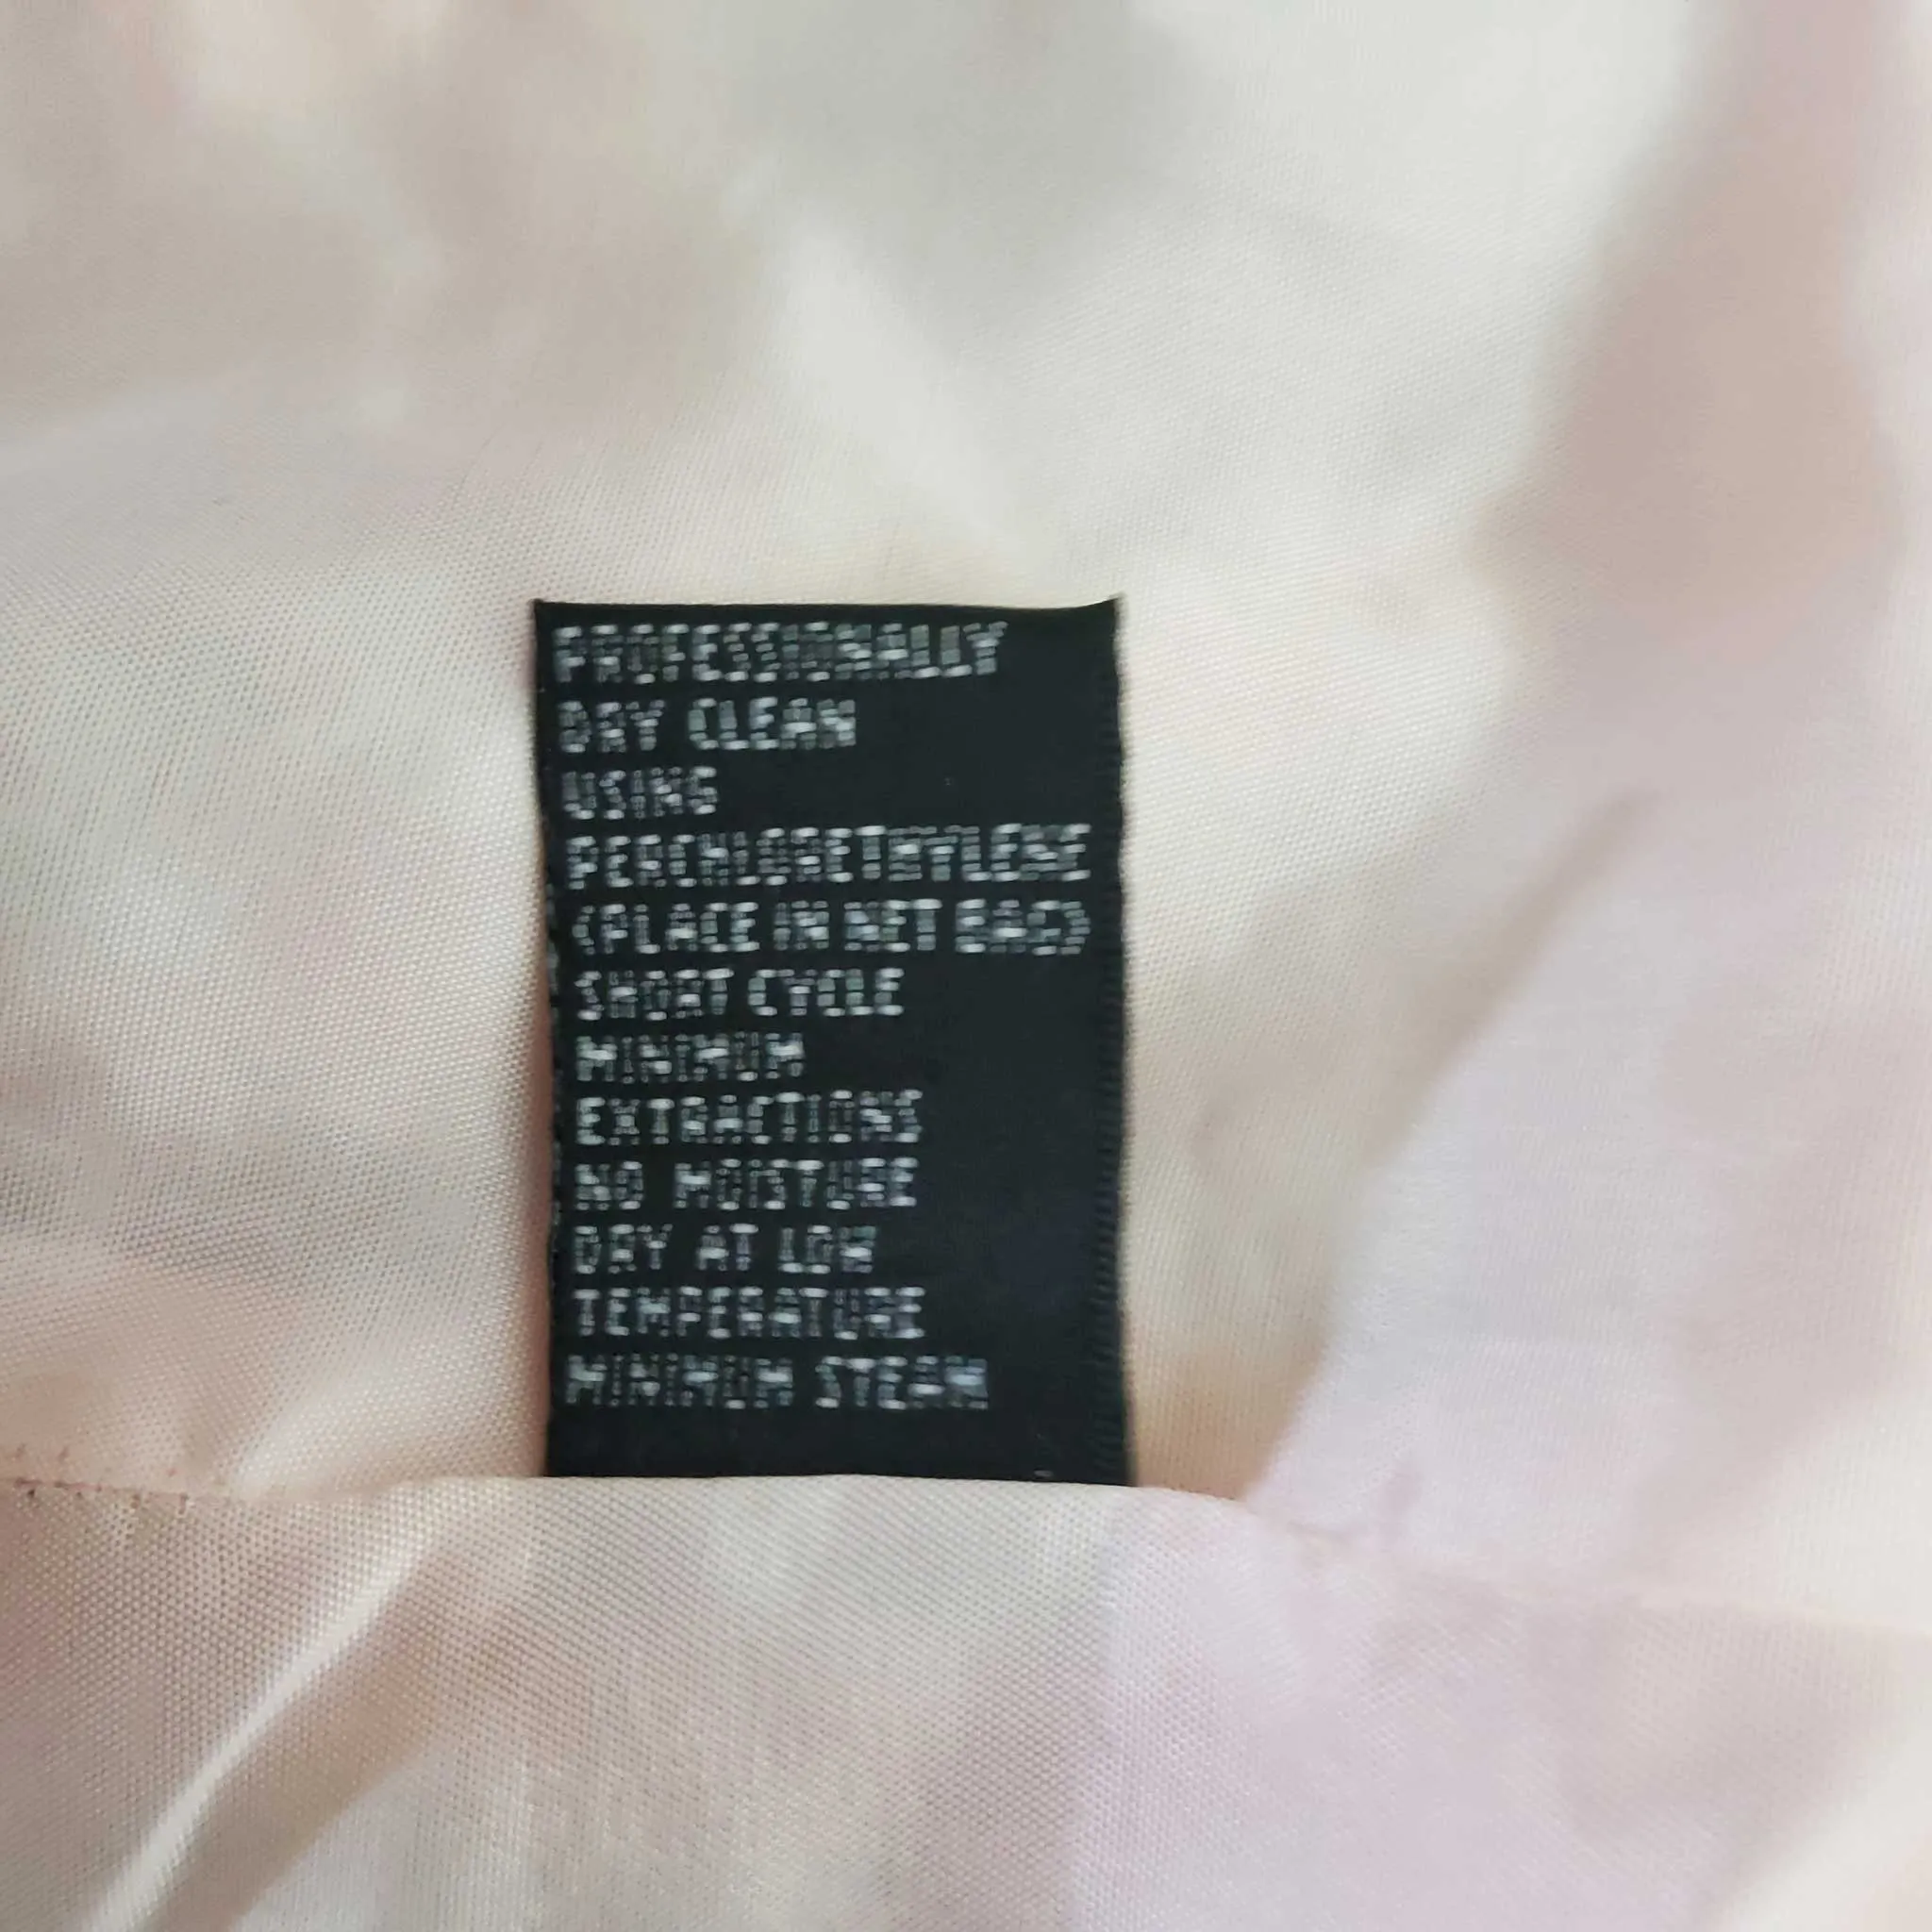 PROFESSIONALLY
DRY CLEAN
USING
PERCHLORETHYLENE
(PLACE IN NET BAG)
SHORT CYCLE
MINIMUM
EXTRACTIONS
NO MOISTURE
DRY AT LOW
TEMPERATURE
MINIMUM STEAM